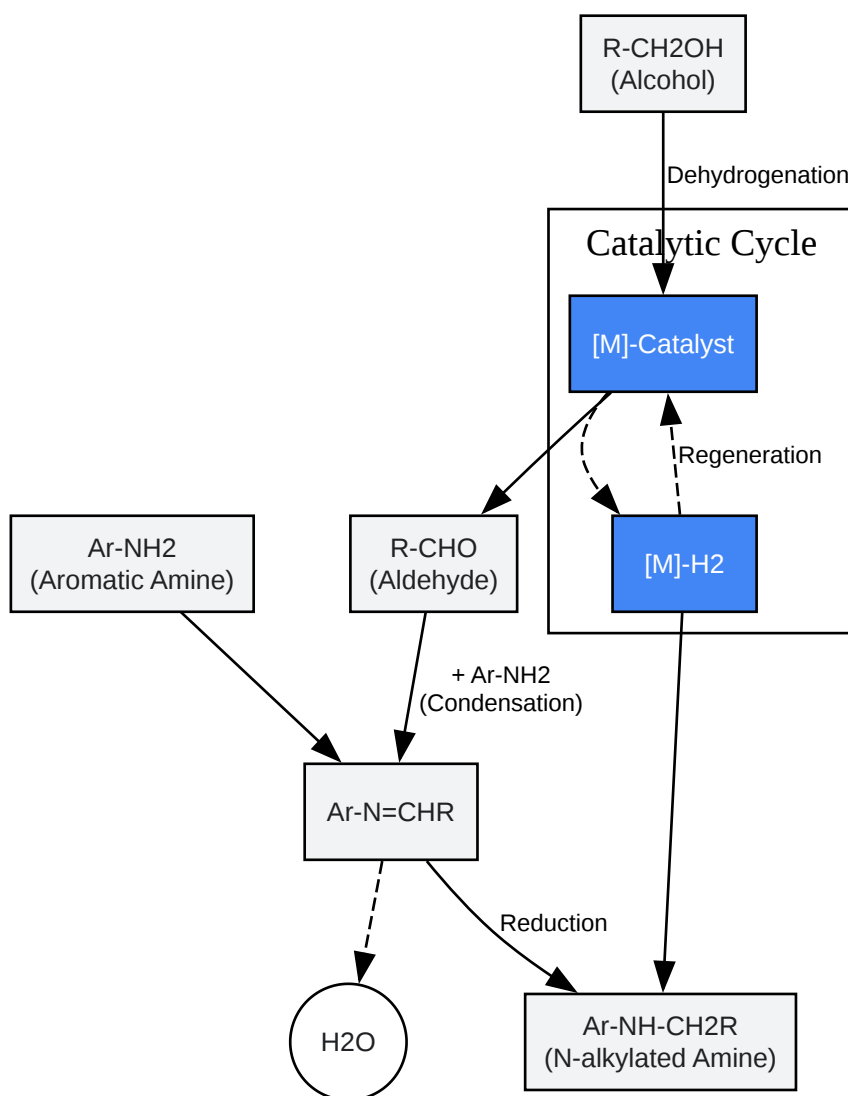 R-CH2OH
(Alcohol)
Dehydrogenation
Catalytic Cycle
[M]-Catalyst
Regeneration
Ar-NH2
(Aromatic Amine)
R-CHO
(Aldehyde)
[M]-H2
+ Ar-NH2
(Condensation)
Ar-N=CHR
Reduction
H2O
Ar-NH-CH2R
(N-alkylated Amine)